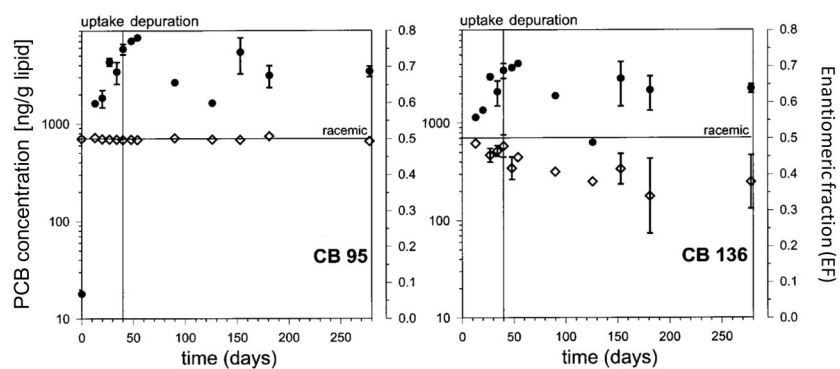 uptake depuration
uptake depuration
PCB concentration [ng/g lipid]
1000
100
10
0.8
0.7
0.6
0.5
0.4
0.3
0.2
0.1
0.0
racemic
CB 95
0 50 100 150 200 250
time (days)
1000
100
10
0.8
0.7
0.6
0.5
0.4
0.3
0.2
0.1
0.0
racemic
CB 136
0 50 100 150 200 250
time (days)
Enantiomeric fraction (EF)